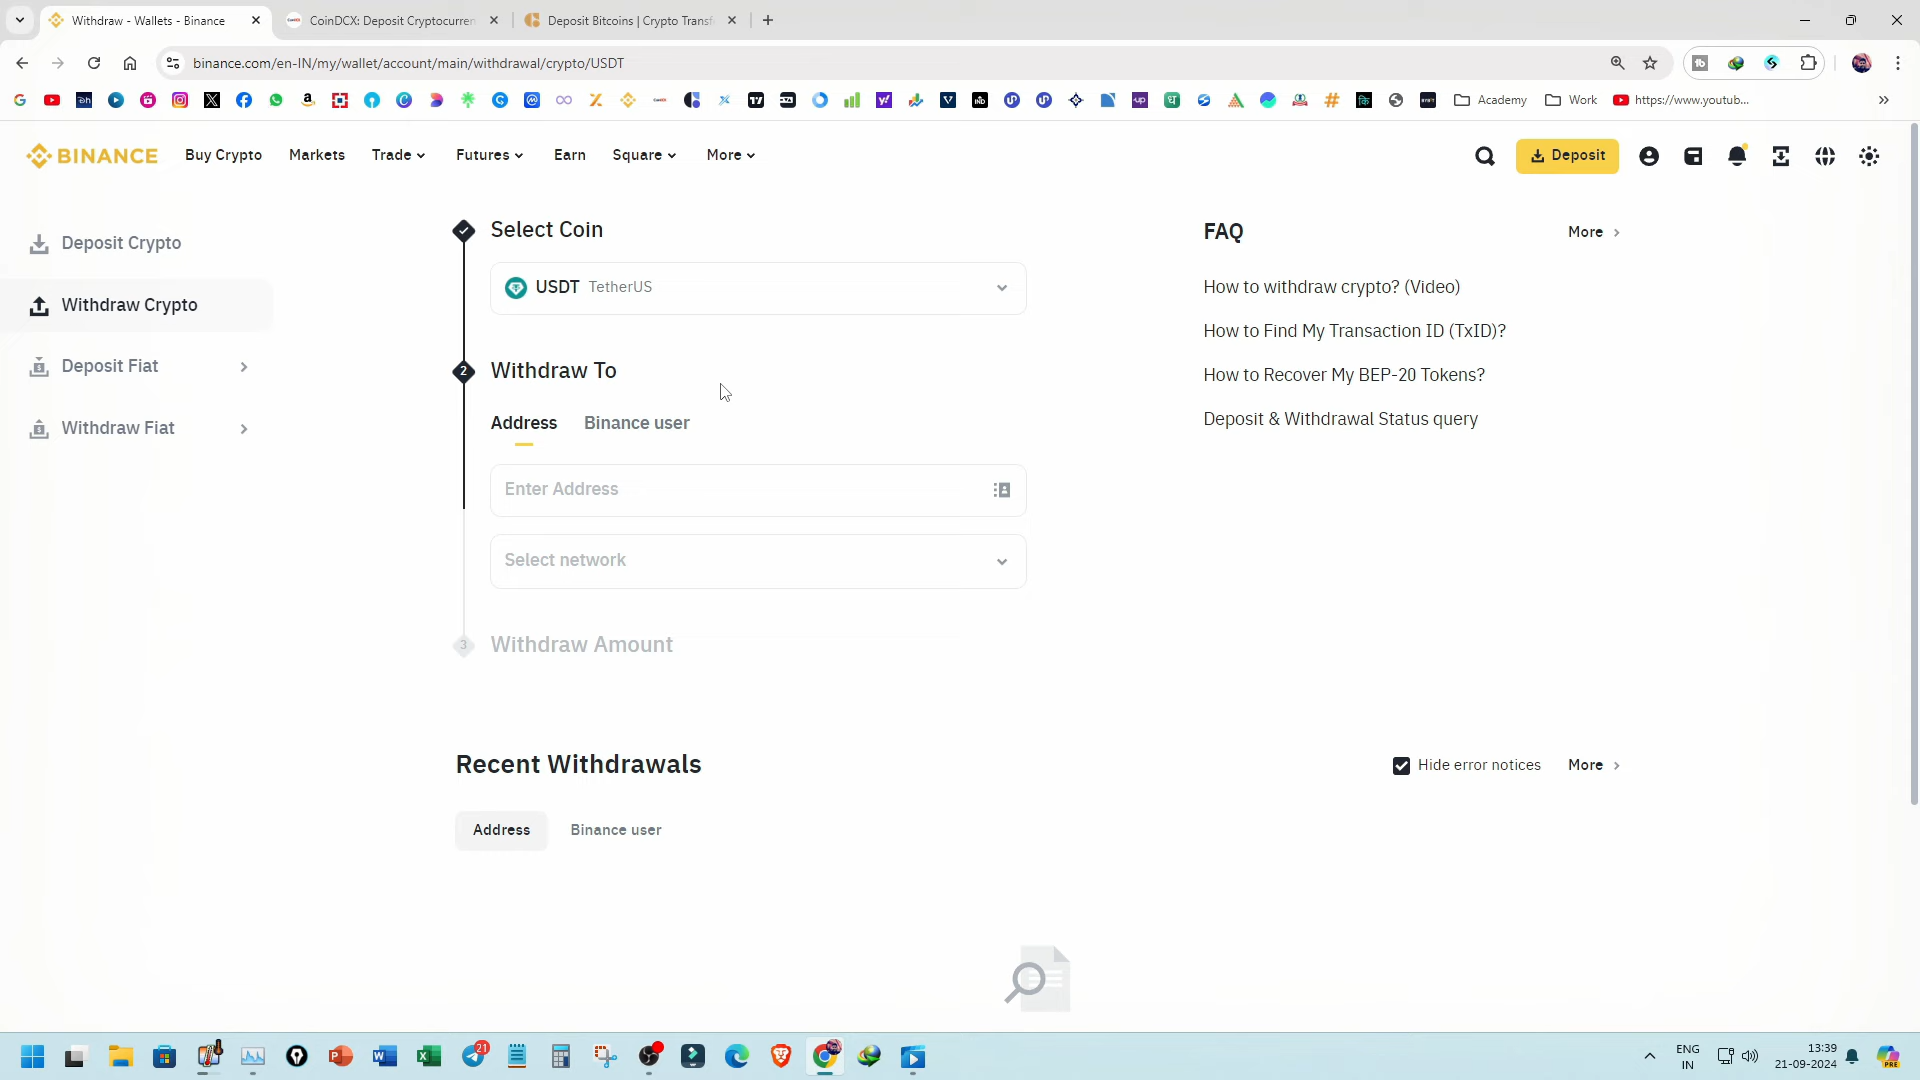 Withdraw - Wallets - Binance
CoinDCX: Deposit Cryptocurren
Deposit Bitcoins | Crypto Transf
binance.com/en-IN/my/wallet/account/main/withdrawal/crypto/USDT
Academy
Work
https://www.youtub...
BINANCE
Buy Crypto
Markets
Trade
Futures
Earn
Square
More
Deposit
Deposit Crypto
Withdraw Crypto
Deposit Fiat
Withdraw Fiat
Select Coin
USDT TetherUS
2
Withdraw To
Address
Binance user
Enter Address
Select network
3
Withdraw Amount
FAQ
More
How to withdraw crypto? (Video)
How to Find My Transaction ID (TxID)?
How to Recover My BEP-20 Tokens?
Deposit & Withdrawal Status query
Recent Withdrawals
Hide error notices
More
Address
Binance user
21
ENG
IN
13:39
21-09-2024
PRE